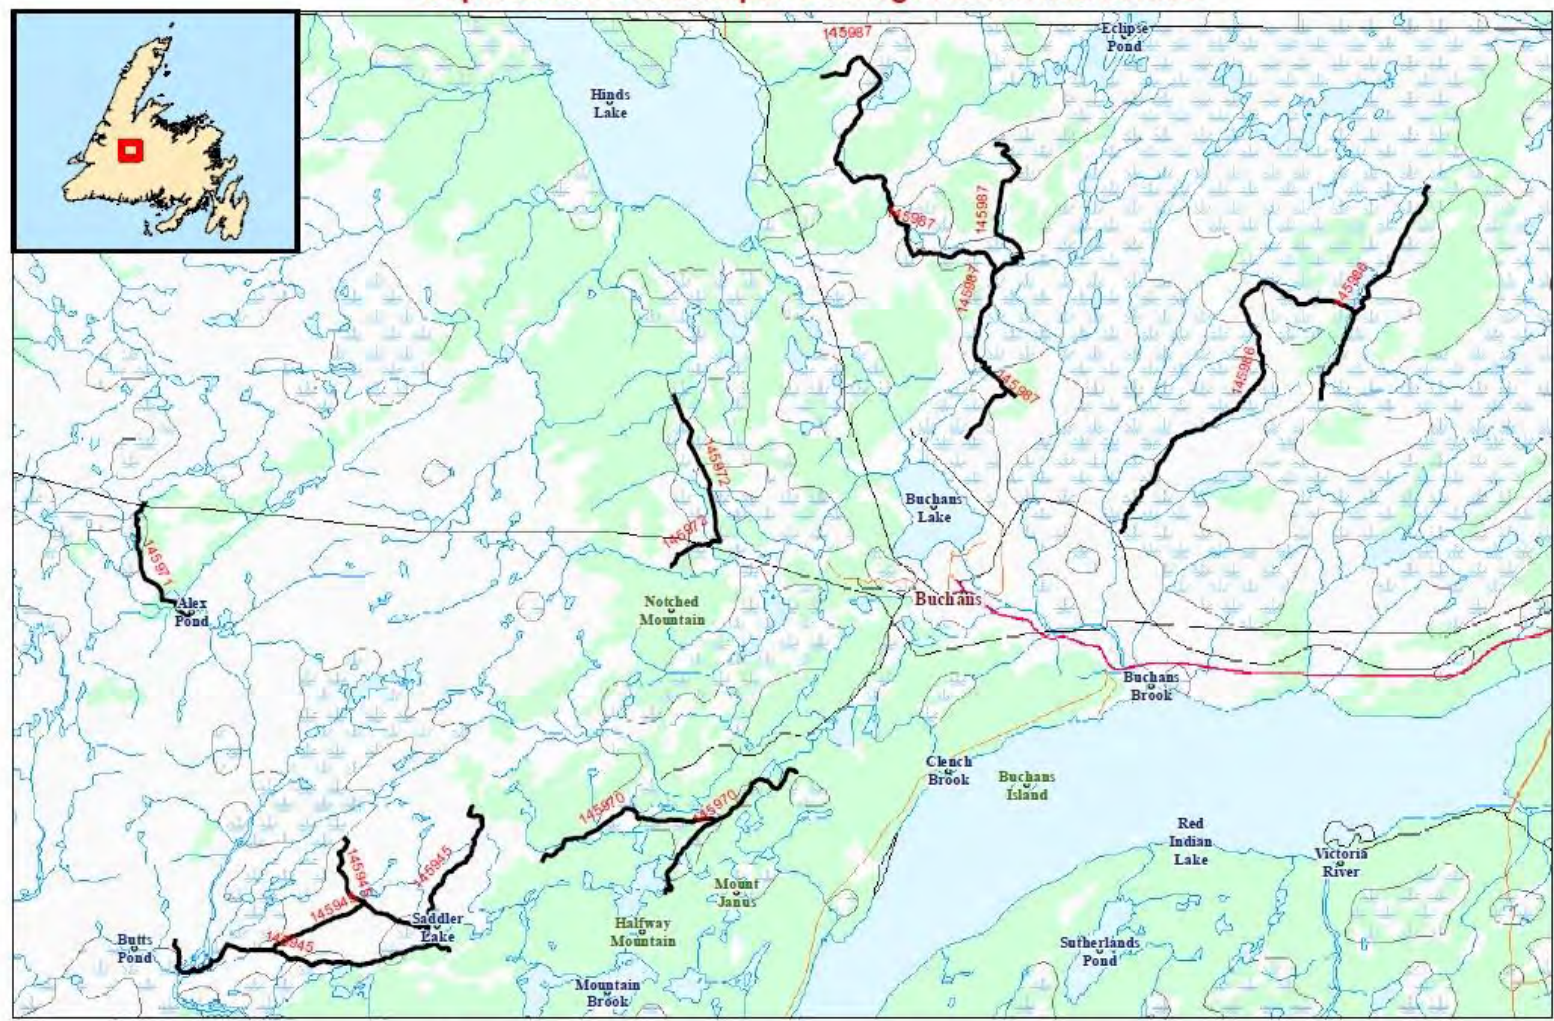 145987
Eclipse
Pond
Hinds
Lake
145987
145987
145987
145986
145986
145987
145972
145972
Buchans
Lake
145971
Alex
Pond
Notched
Mountain
Buchans
Buchans
Brook
Clench
Brook
Buchans
Island
145970
145970
Red
Indian
Lake
Victoria
River
145945
145945
145945
145945
Mount
Janus
Saddler
Lake
Halfway
Mountain
Butts
Pond
Sutherlands
Pond
Mountain
Brook